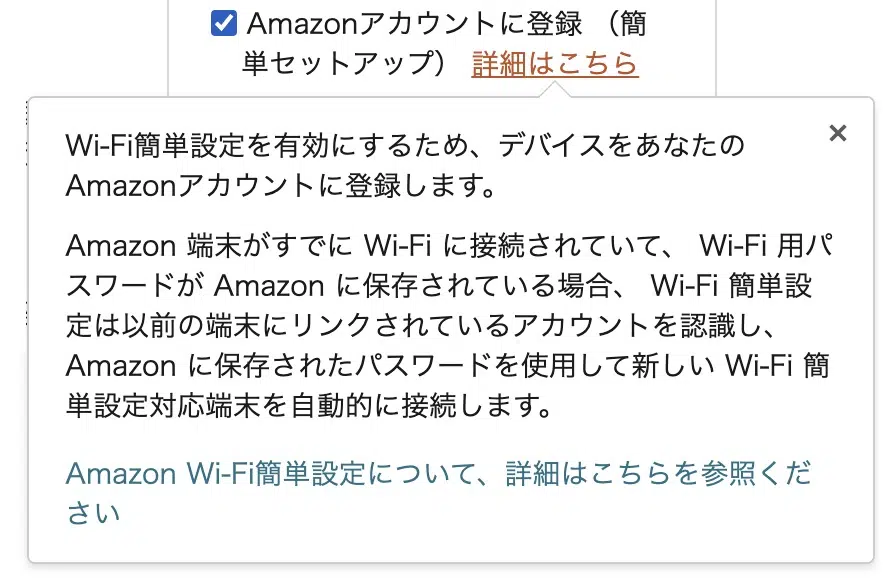 Amazonアカウントに登録 （簡
単セットアップ） 詳細はこちら
Wi-Fi簡単設定を有効にするため、デバイスをあなたの
Amazonアカウントに登録します。
Amazon 端末がすでに Wi-Fi に接続されていて、 Wi-Fi 用パ
スワードが Amazon に保存されている場合、 Wi-Fi 簡単設
定は以前の端末にリンクされているアカウントを認識し、
Amazon に保存されたパスワードを使用して新しい Wi-Fi 簡
単設定対応端末を自動的に接続します。
Amazon Wi-Fi簡単設定について、詳細はこちらを参照くだ
さい